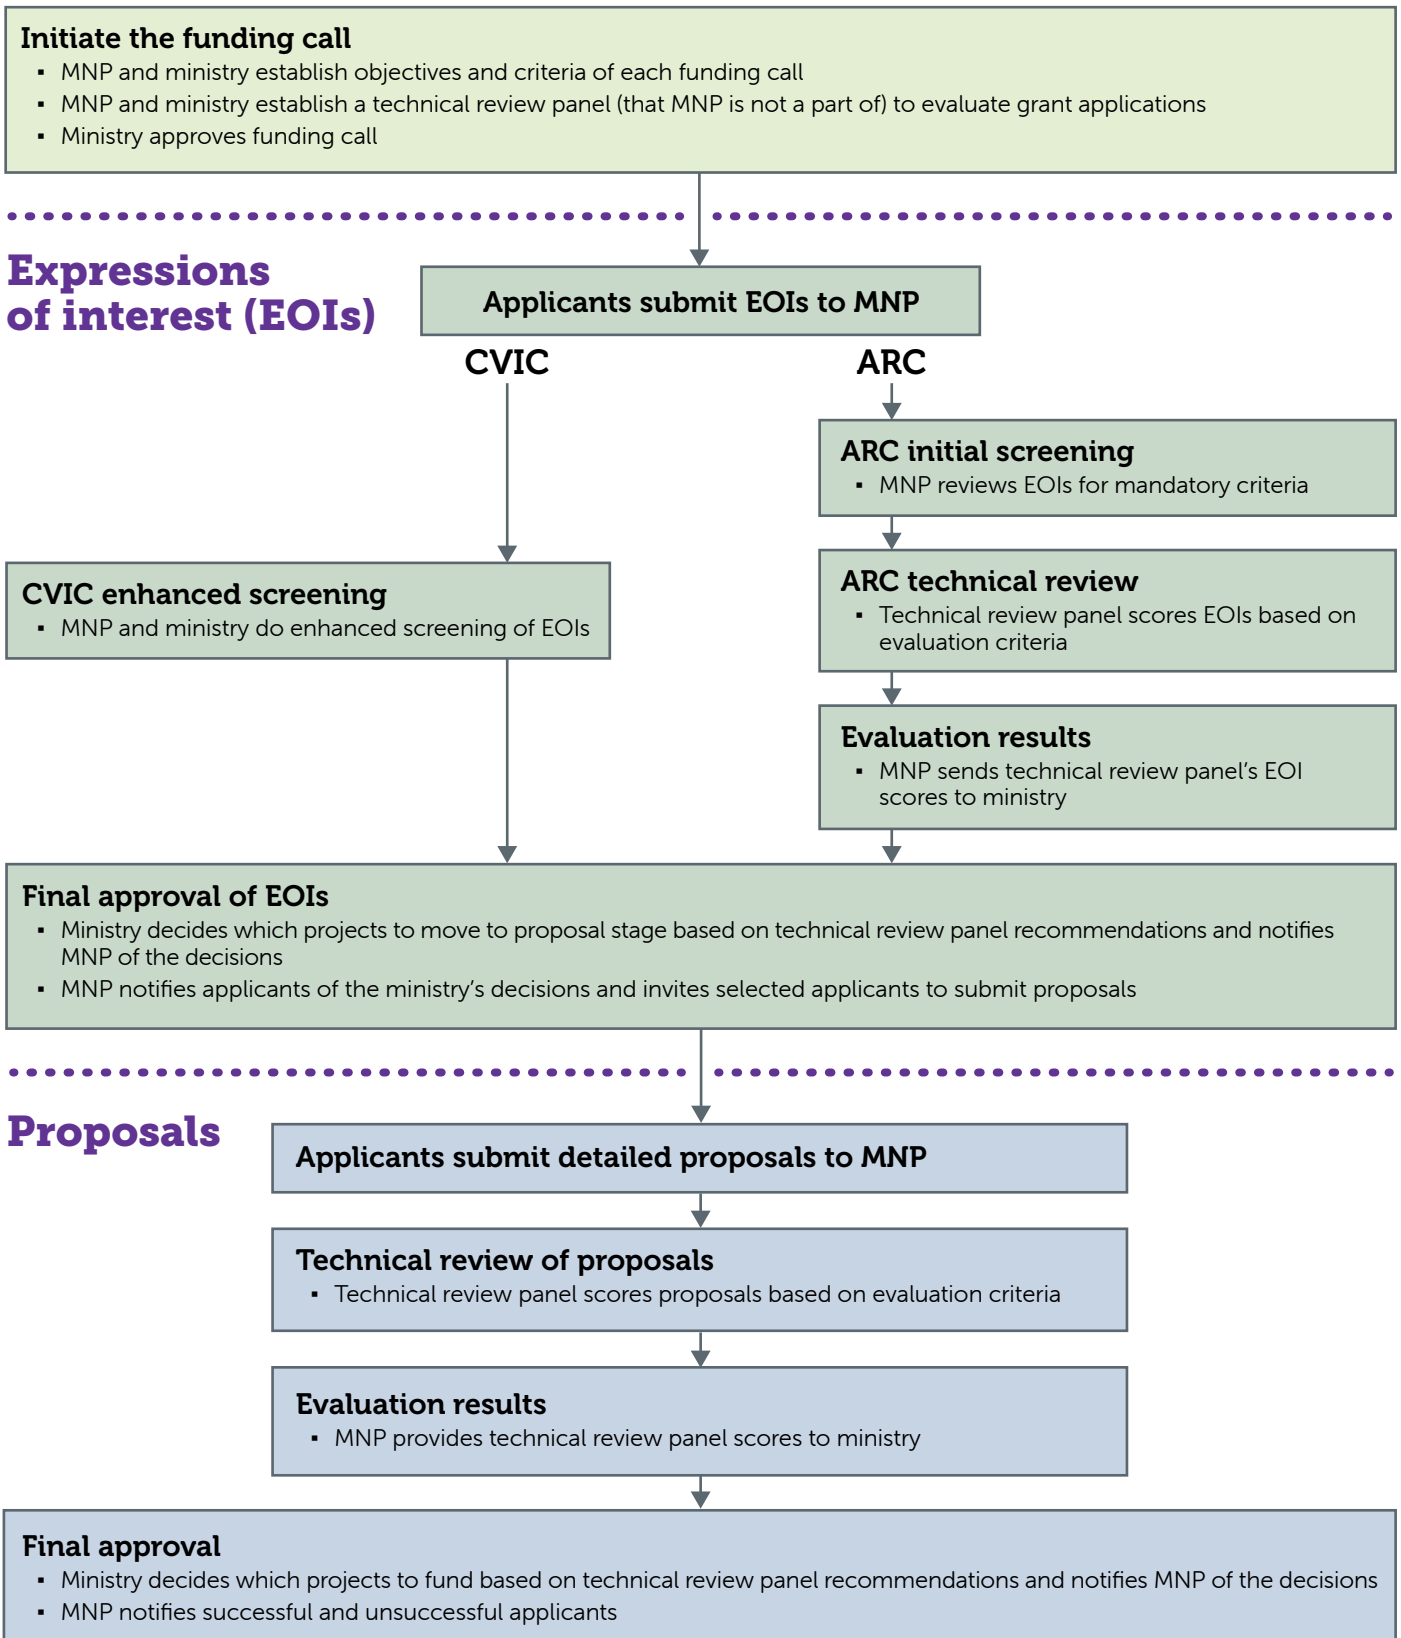 Initiate the funding call
▪ MNP and ministry establish objectives and criteria of each funding call
▪ MNP and ministry establish a technical review panel (that MNP is not a part of) to evaluate grant applications
▪ Ministry approves funding call
Expressions
of interest (EOIs)
Applicants submit EOIs to MNP
CVIC
ARC
ARC initial screening
▪ MNP reviews EOIs for mandatory criteria
CVIC enhanced screening
▪ MNP and ministry do enhanced screening of EOIs
ARC technical review
▪ Technical review panel scores EOIs based on
evaluation criteria
Evaluation results
▪ MNP sends technical review panel’s EOI
scores to ministry
Final approval of EOIs
▪ Ministry decides which projects to move to proposal stage based on technical review panel recommendations and notifies
MNP of the decisions
▪ MNP notifies applicants of the ministry’s decisions and invites selected applicants to submit proposals
Proposals
Applicants submit detailed proposals to MNP
Technical review of proposals
▪ Technical review panel scores proposals based on evaluation criteria
Evaluation results
▪ MNP provides technical review panel scores to ministry
Final approval
▪ Ministry decides which projects to fund based on technical review panel recommendations and notifies MNP of the decisions
▪ MNP notifies successful and unsuccessful applicants